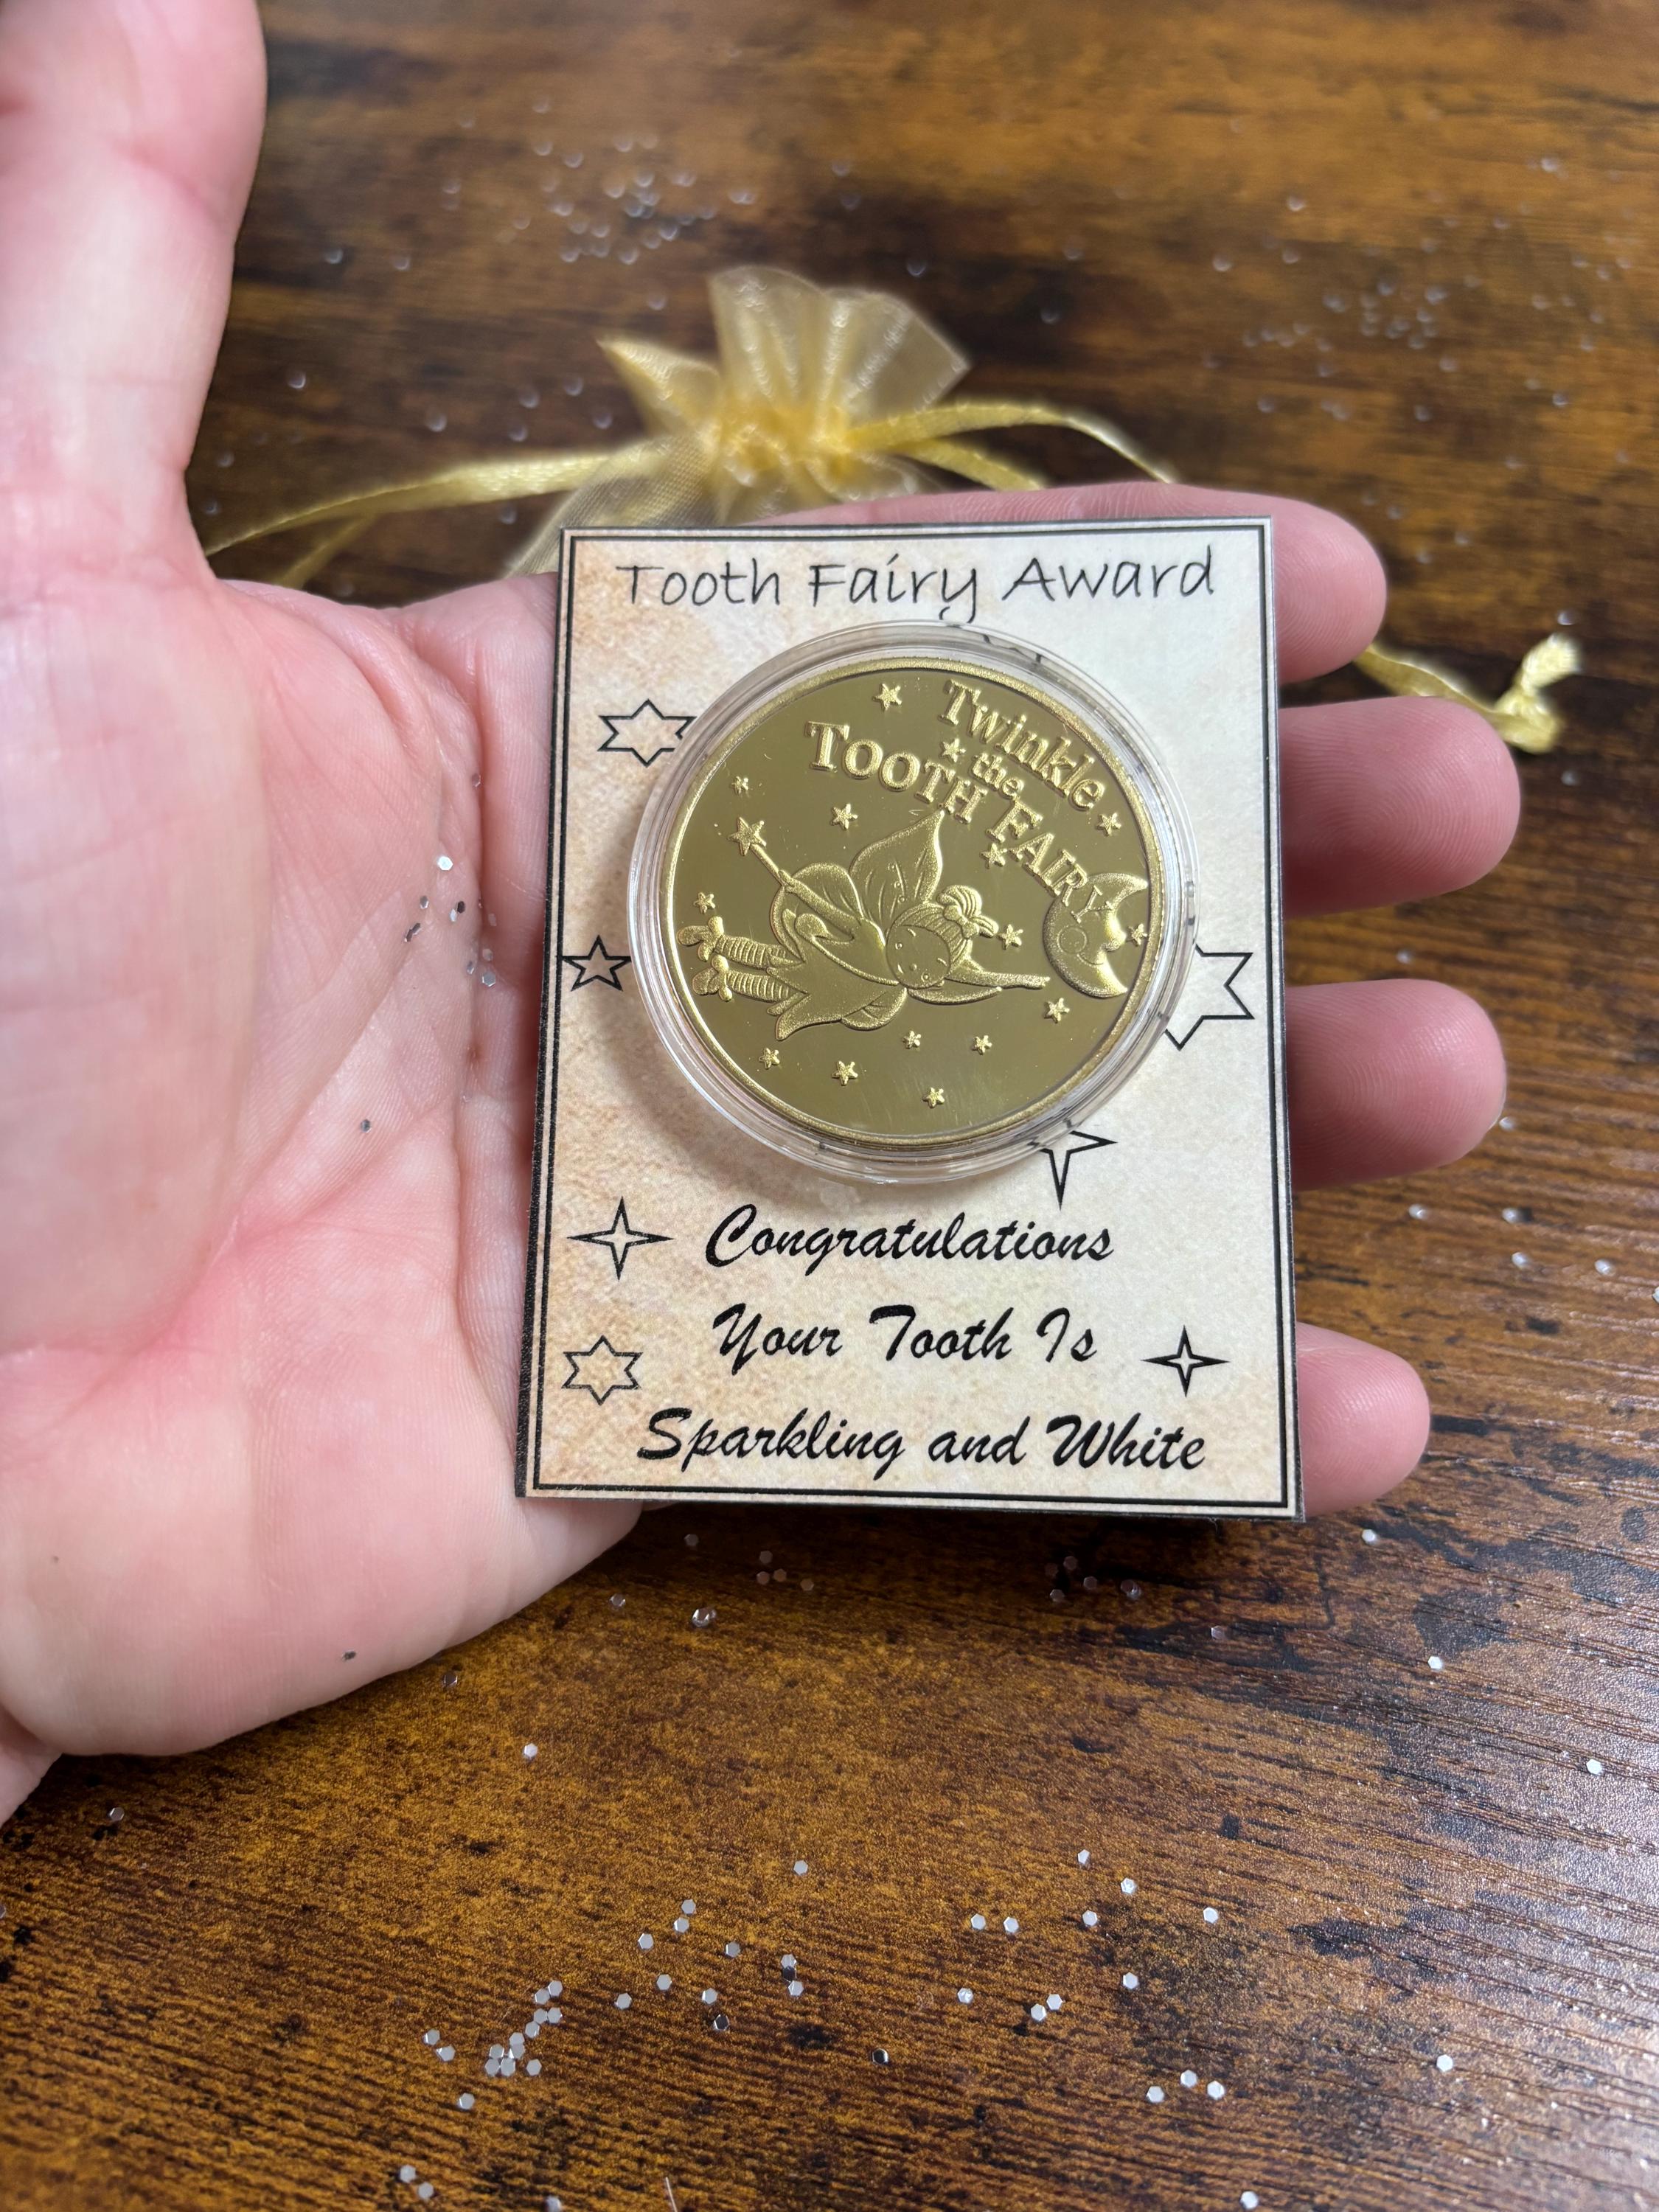 Tooth Fairy Award
Twinkle
the
TOOTH FAIRY
Congratulations
Your Tooth Is
Sparkling and White